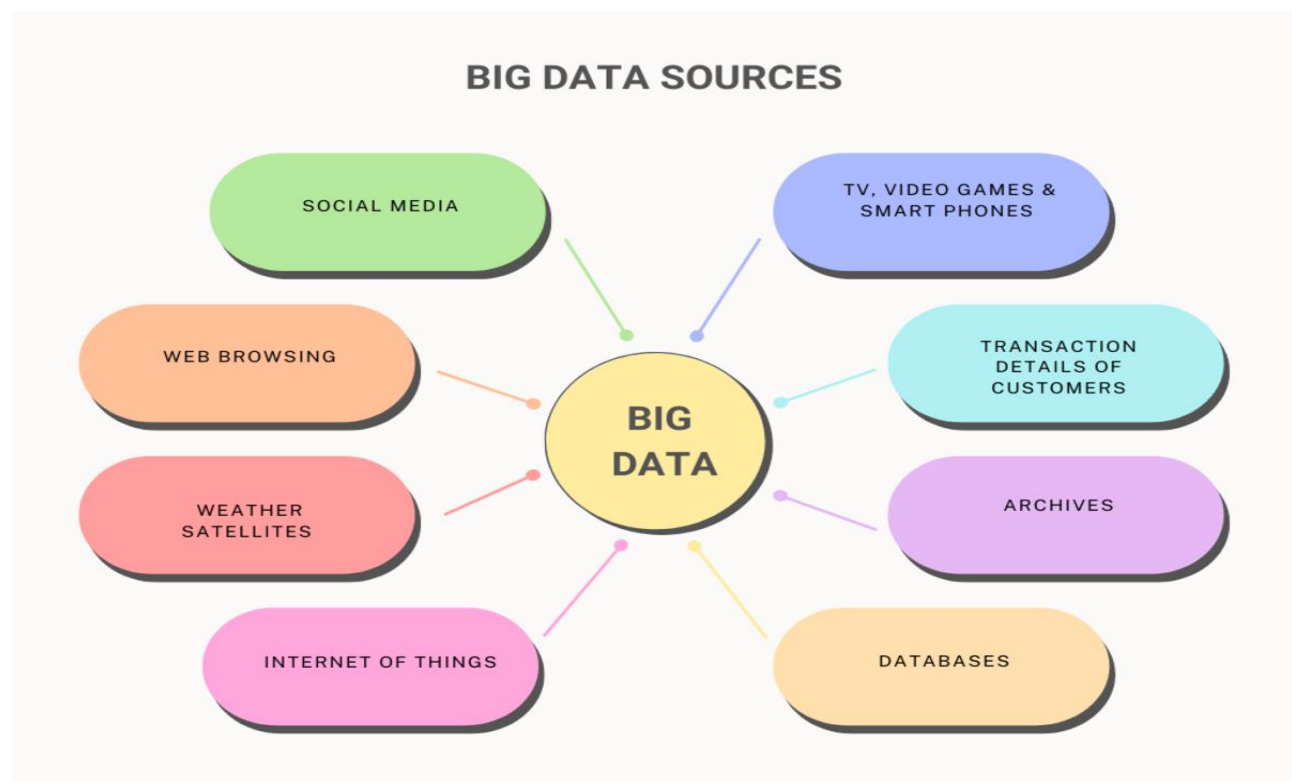 BIG DATA SOURCES
SOCIAL MEDIA
TV, VIDEO GAMES &
SMART PHONES
WEB BROWSING
TRANSACTION
DETAILS OF
CUSTOMERS
BIG
DATA
WEATHER
SATELLITES
ARCHIVES
INTERNET OF THINGS
DATABASES